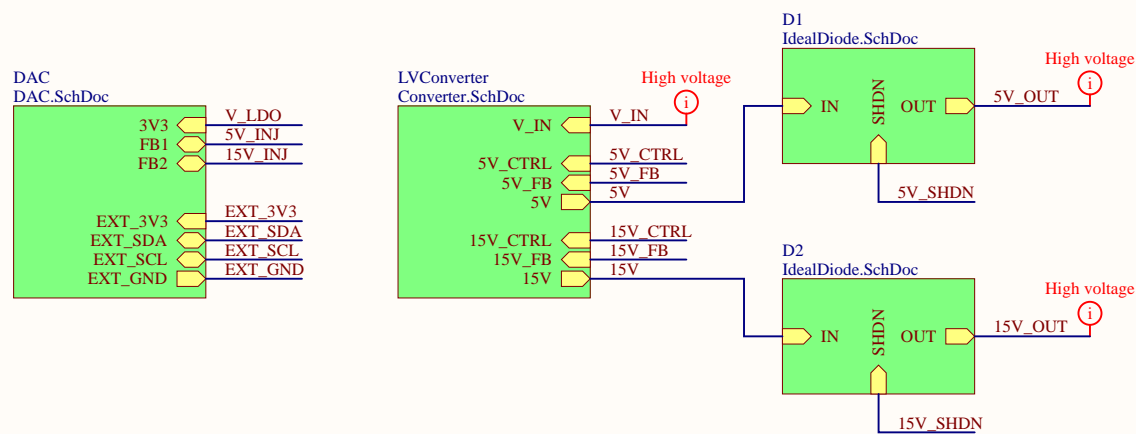 DAC
DAC.SchDoc
3V3
V_LDO
FB1
5V_INJ
FB2
15V_INJ
EXT_3V3
EXT_3V3
EXT_SDA
EXT_SDA
EXT_SCL
EXT_SCL
EXT_GND
EXT_GND
LVConverter
Converter.SchDoc
High voltage
i
V_IN
V_IN
5V_CTRL
5V_CTRL
5V_FB
5V_FB
5V
5V
15V_CTRL
15V_CTRL
15V_FB
15V_FB
15V
15V
D1
IdealDiode.SchDoc
IN
SHDN
OUT
5V_OUT
High voltage
i
5V_SHDN
D2
IdealDiode.SchDoc
IN
SHDN
OUT
15V_OUT
High voltage
i
15V_SHDN